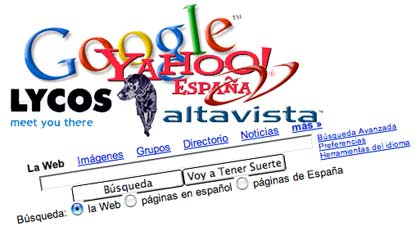 Google™
YAHOO!®
ESPAÑA
LYCOS
meet you there
altavista™
La Web Imágenes Grupos Directorio Noticias más »
Búsqueda Avanzada
Preferencias
Herramientas del idioma
Búsqueda Voy a Tener Suerte
Búsqueda: la Web páginas en español páginas de España